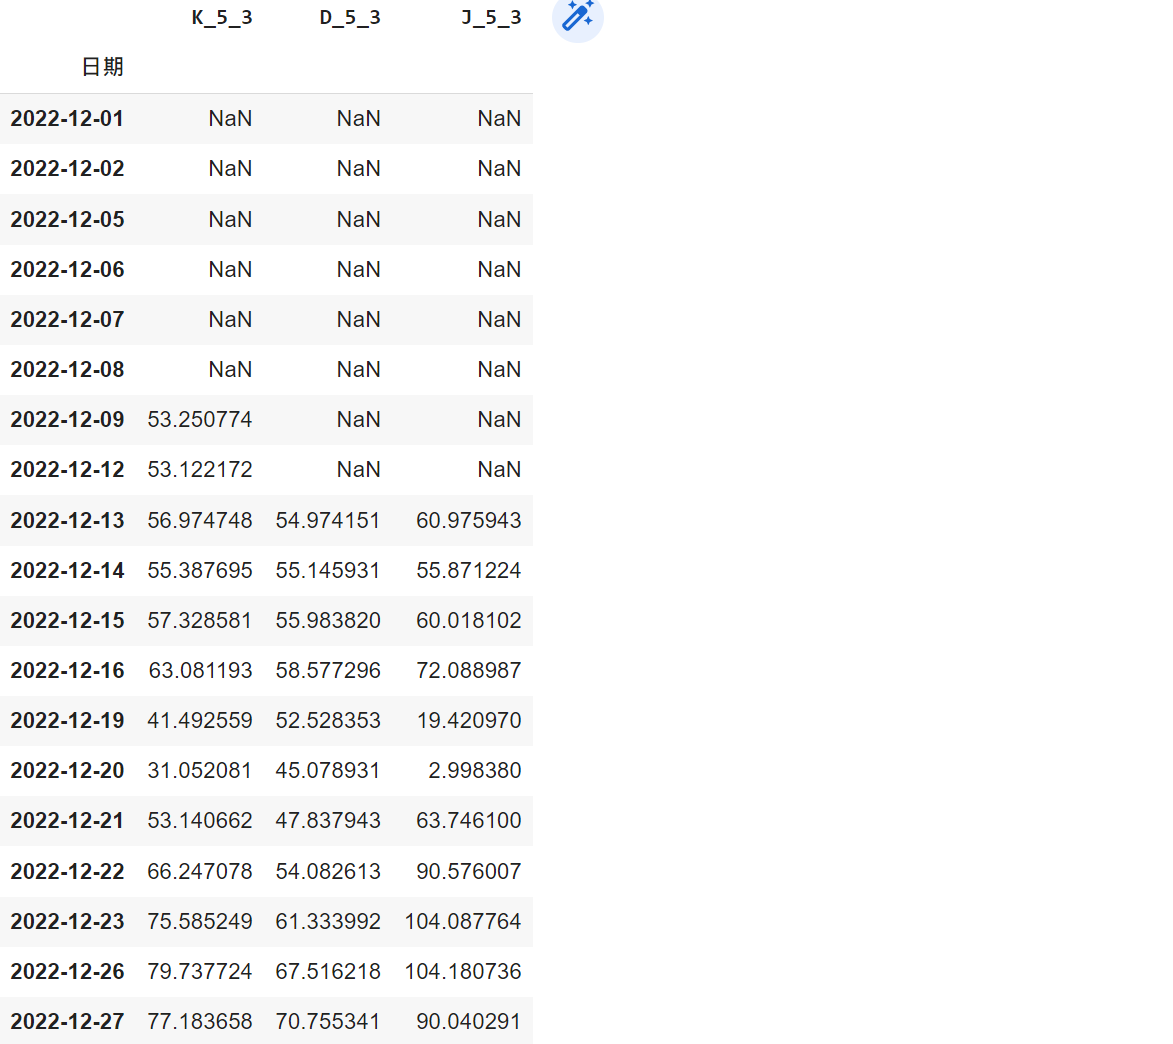 K_5_3 D_5_3 J_5_3
日期
2022-12-01 NaN NaN NaN
2022-12-02 NaN NaN NaN
2022-12-05 NaN NaN NaN
2022-12-06 NaN NaN NaN
2022-12-07 NaN NaN NaN
2022-12-08 NaN NaN NaN
2022-12-09 53.250774 NaN NaN
2022-12-12 53.122172 NaN NaN
2022-12-13 56.974748 54.974151 60.975943
2022-12-14 55.387695 55.145931 55.871224
2022-12-15 57.328581 55.983820 60.018102
2022-12-16 63.081193 58.577296 72.088987
2022-12-19 41.492559 52.528353 19.420970
2022-12-20 31.052081 45.078931 2.998380
2022-12-21 53.140662 47.837943 63.746100
2022-12-22 66.247078 54.082613 90.576007
2022-12-23 75.585249 61.333992 104.087764
2022-12-26 79.737724 67.516218 104.180736
2022-12-27 77.183658 70.755341 90.040291